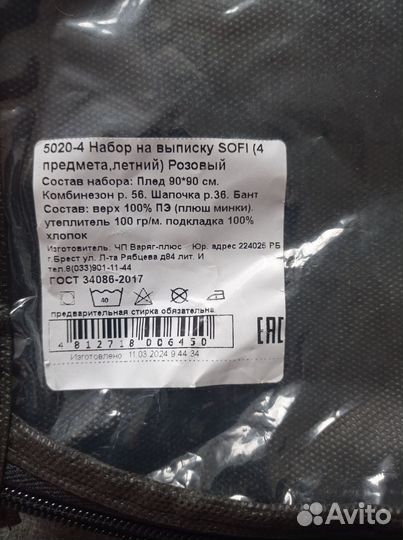 5020-4 Набор на выписку SOFI (4
предмета,летний) Розовый
Состав набора: Плед 90*90 см.
Комбинезон р. 56. Шапочка р.36. Бант
Состав: верх 100% ПЭ (плюш минки).
утеплитель 100 гр/м. подкладка 100%
хлопок
Изготовитель: ЧП Варяг-плюс Юр. адрес 224025 РБ
г.Брест ул. Л-та Рябцева д84 лит. И
тел.8(033)901-11-44
ГОСТ 34086-2017
40
предварительная стирка обязательна
4 812718 006450
EAC
Изготовлено 11.03.2024 9:44:34
Avito